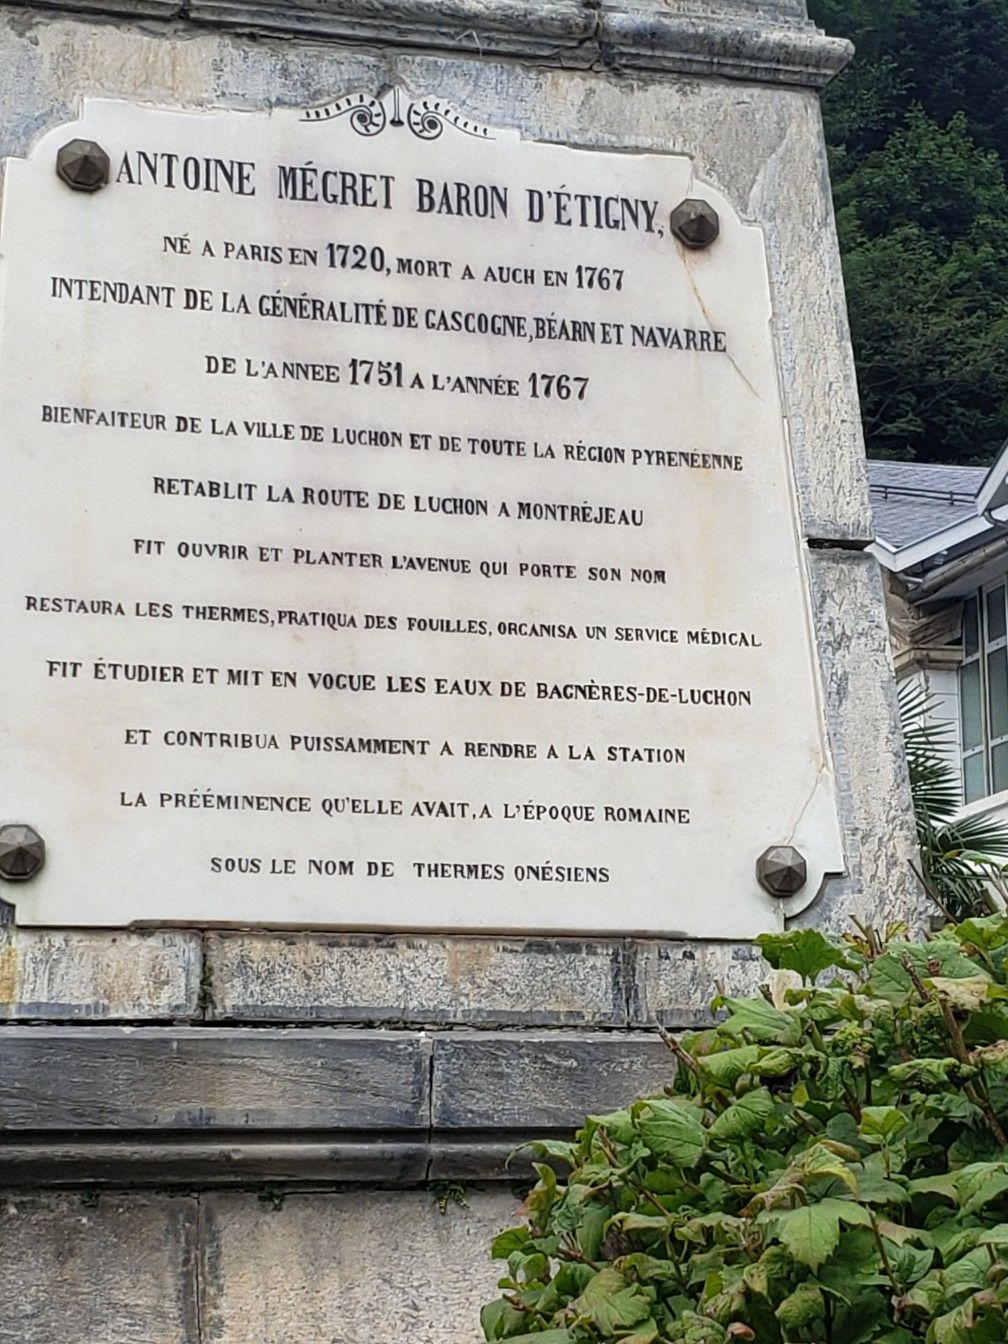 ANTOINE MÉGRET BARON D'ÉTIGNY,
NÉ A PARIS EN 1720, MORT A AUCH EN 1767
INTENDANT DE LA GÉNÉRALITÉ DE GASCOGNE, BÉARN ET NAVARRE
DE L'ANNEE 1751 A L'ANNÉE 1767
BIENFAITEUR DE LA VILLE DE LUCHON ET DE TOUTE LA RÉGION PYRENÉENNE
RETABLIT LA ROUTE DE LUCHON A MONTRÉJEAU
FIT OUVRIR ET PLANTER L'AVENUE QUI PORTE SON NOM
RESTAURA LES THERMES, PRATIQUA DES FOUILLES, ORGANISA UN SERVICE MÉDICAL
FIT ÉTUDIER ET MIT EN VOGUE LES EAUX DE BAGNÈRES-DE-LUCHON
ET CONTRIBUA PUISSAMMENT A RENDRE A LA STATION
LA PRÉÉMINENCE QU'ELLE AVAIT, A L'ÉPOQUE ROMAINE
SOUS LE NOM DE THERMES ONÉSIENS